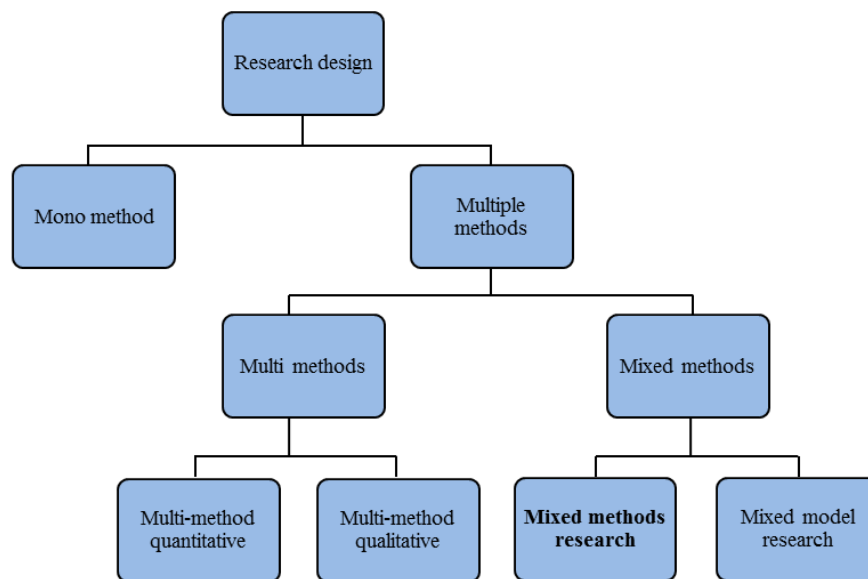 Research design
Mono method
Multiple
methods
Multi methods
Mixed methods
Multi-method
quantitative
Multi-method
qualitative
Mixed methods
research
Mixed model
research